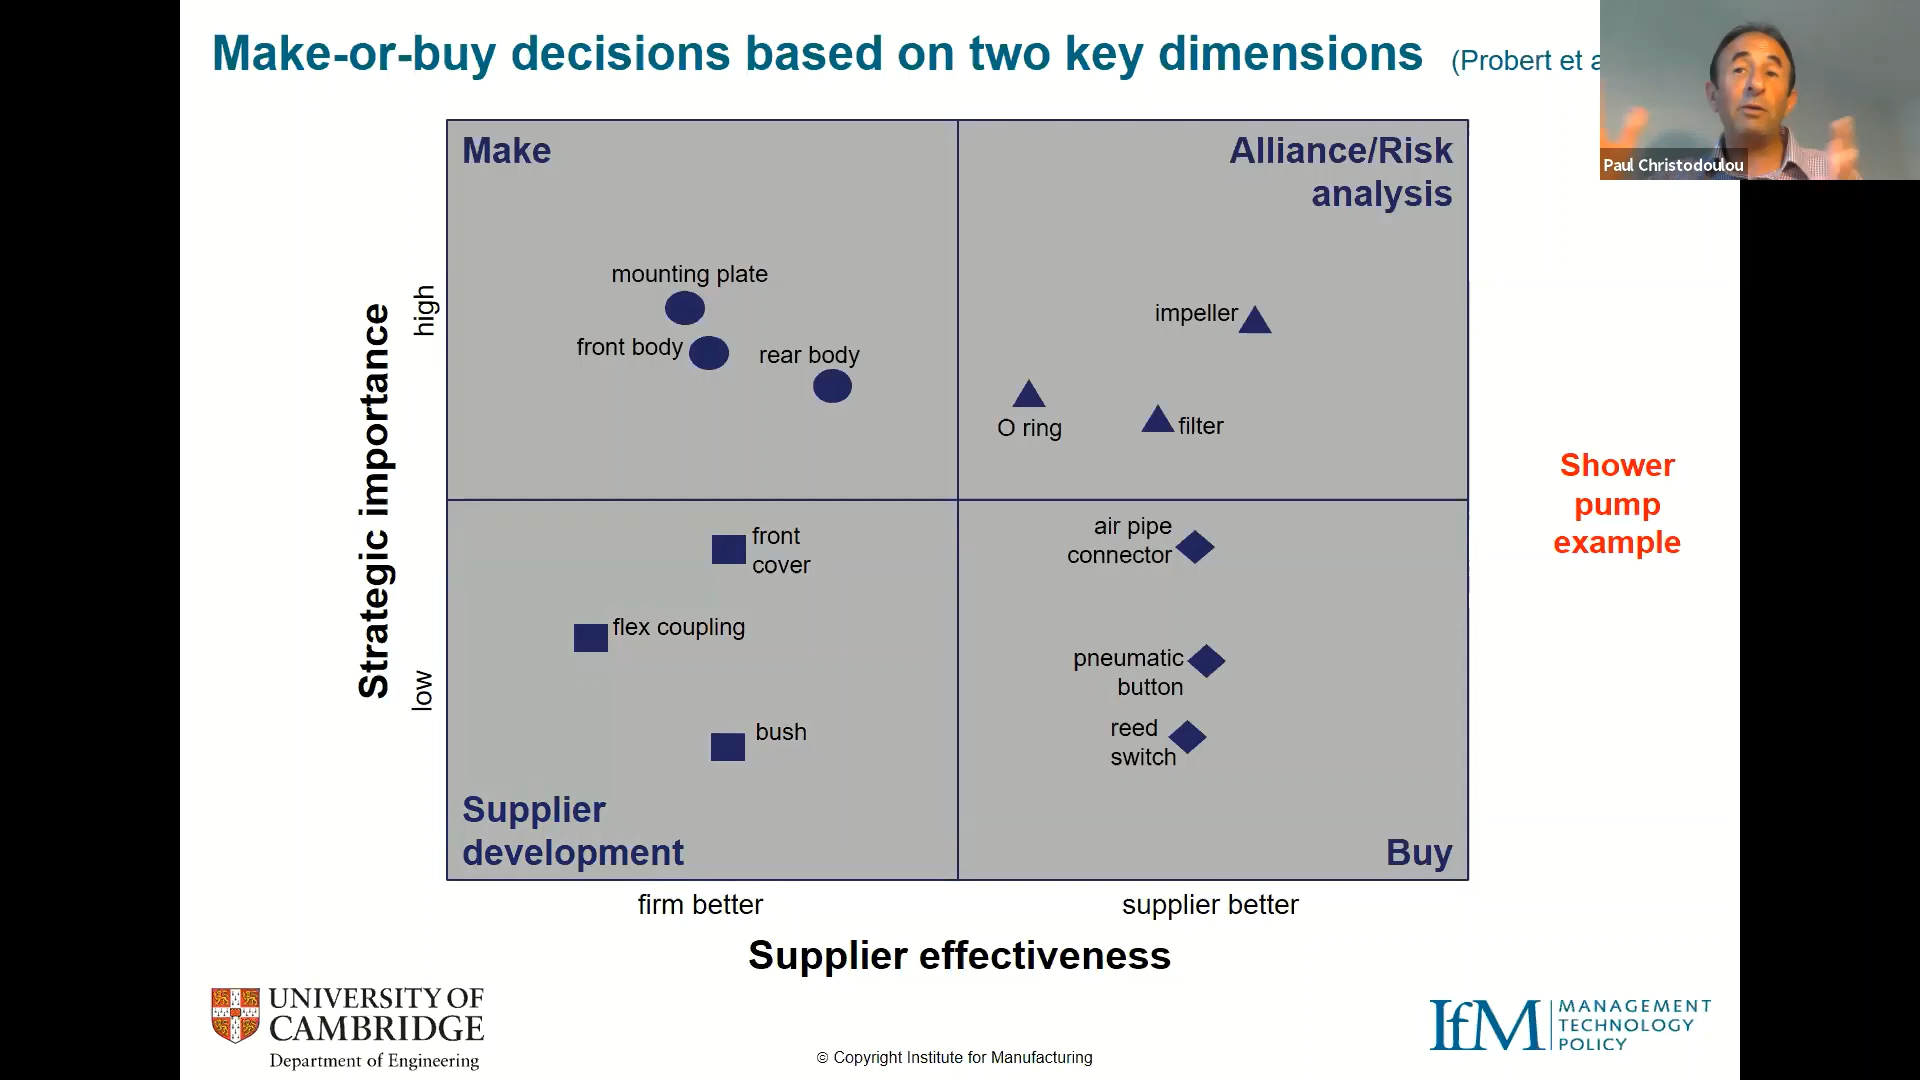 Make-or-buy decisions based on two key dimensions (Probert et a
Paul Christodoulou
Make
Alliance/Risk
analysis
mounting plate
front body
rear body
impeller
O ring
filter
high
Strategic importance
low
Shower
pump
example
front
cover
flex coupling
bush
air pipe
connector
pneumatic
button
reed
switch
Supplier
development
Buy
firm better
supplier better
Supplier effectiveness
UNIVERSITY OF
CAMBRIDGE
Department of Engineering
© Copyright Institute for Manufacturing
IfM
MANAGEMENT
TECHNOLOGY
POLICY